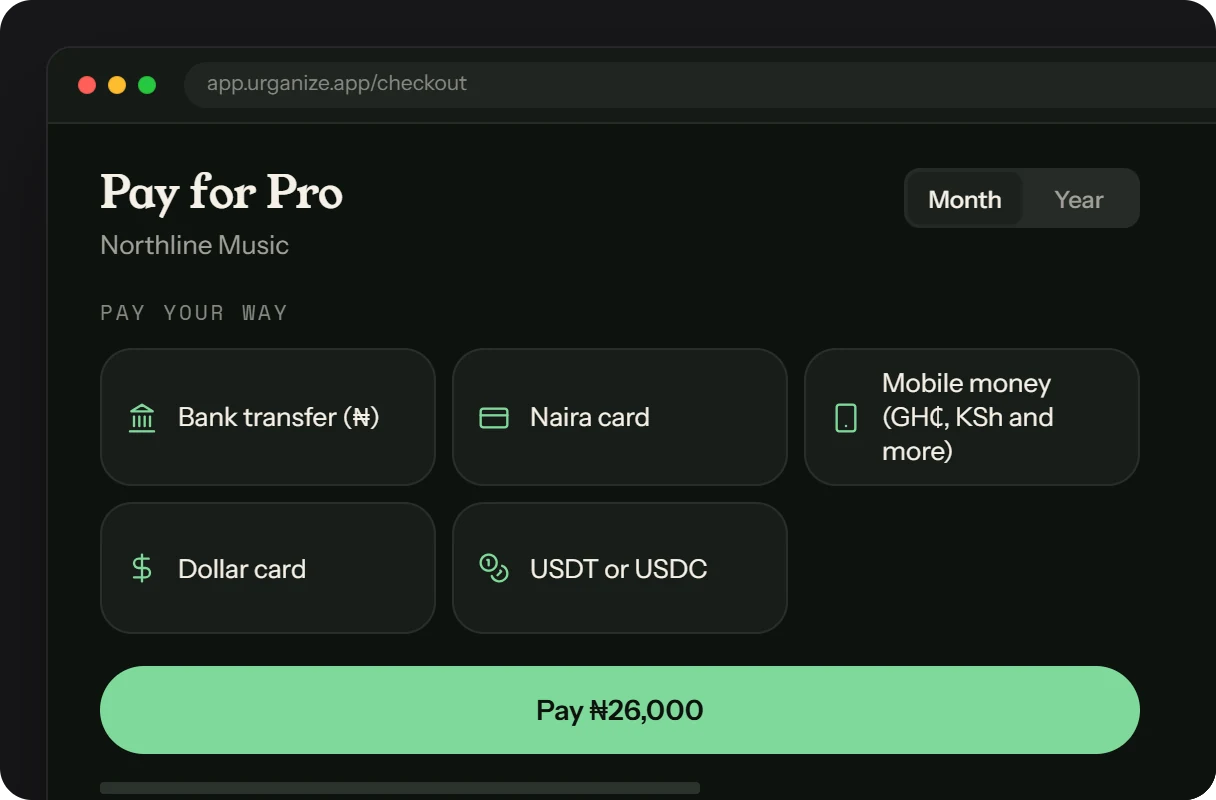 app.urganize.app/checkout
Pay for Pro
Month
Year
Northline Music
PAY YOUR WAY
Bank transfer (₦)
Naira card
Mobile money
(GH₵, KSh and
more)
Dollar card
USDT or USDC
Pay ₦26,000